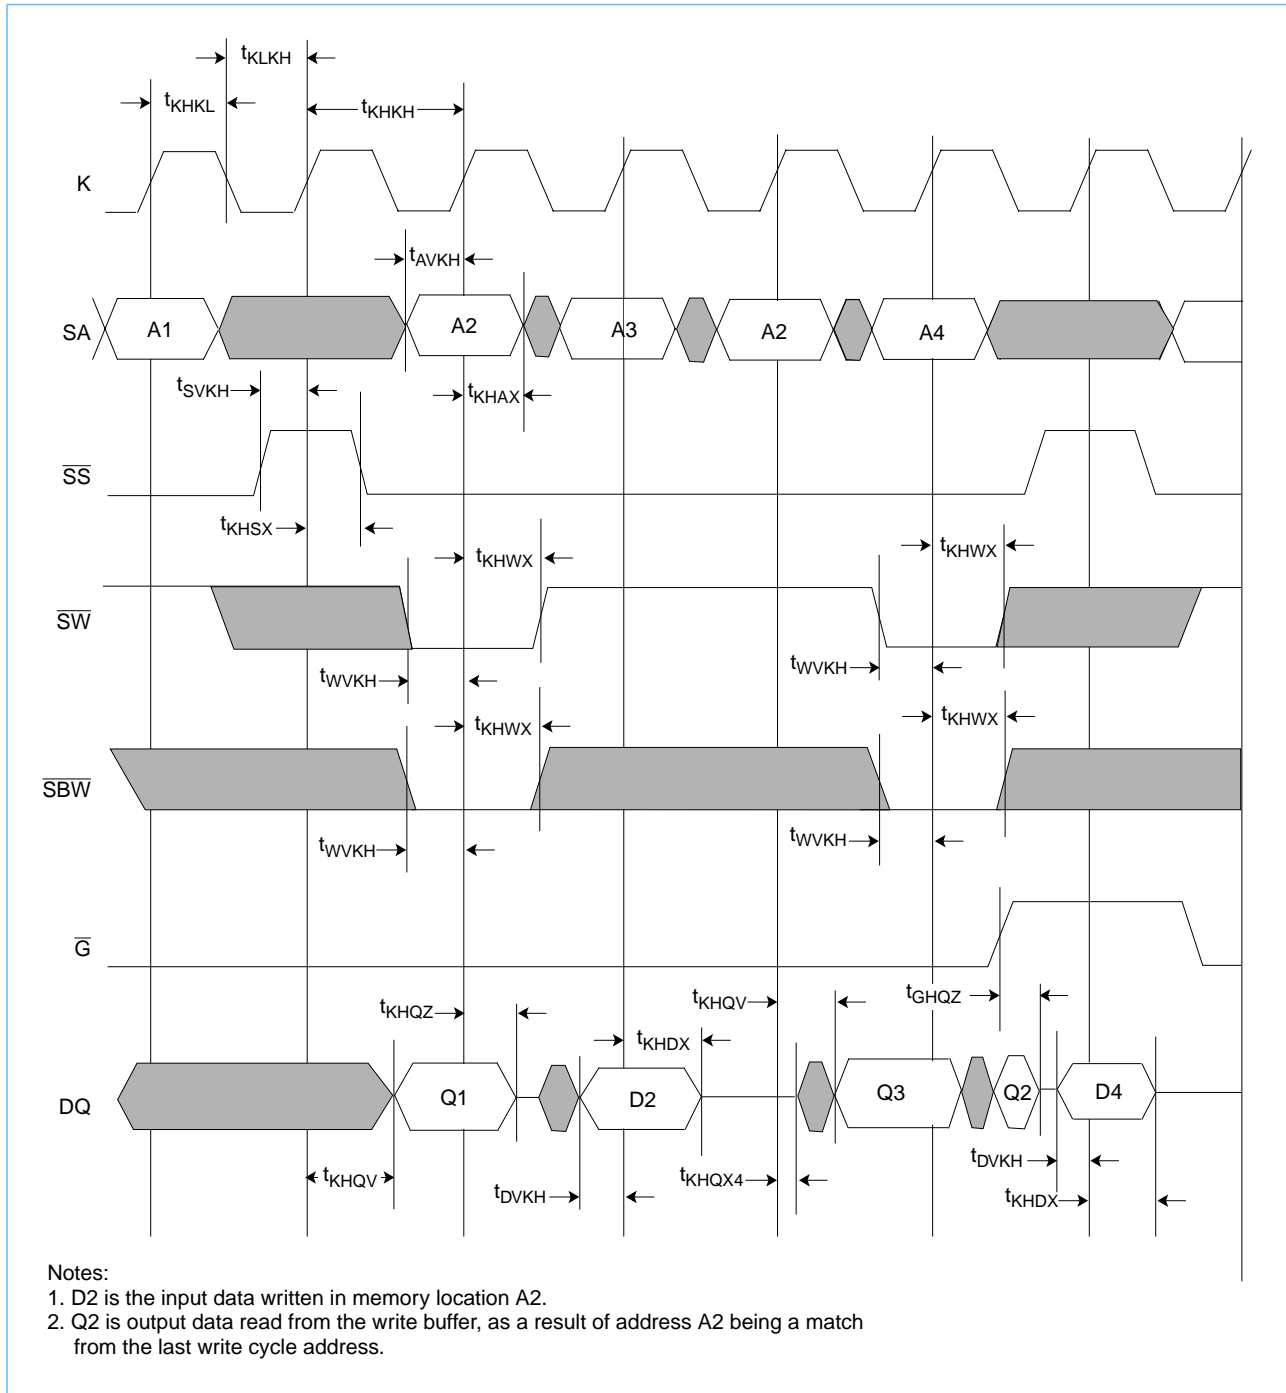 tKLKH
tKHKL
tKHKH
K
tAVKH
SA
A1
A2
A3
A2
A4
tSVKH
tKHAX
SS
tKHSX
tKHWX
tKHWX
SW
tWVKH
tWVKH
tKHWX
tKHWX
SBW
tWVKH
tWVKH
G
tKHQZ
tKHQV
tGHQZ
tKHDX
DQ
Q1
D2
Q3
Q2
D4
tKHQV
tDVKH
tKHQX4
tDVKH
tKHDX
Notes:
1. D2 is the input data written in memory location A2.
2. Q2 is output data read from the write buffer, as a result of address A2 being a match
from the last write cycle address.